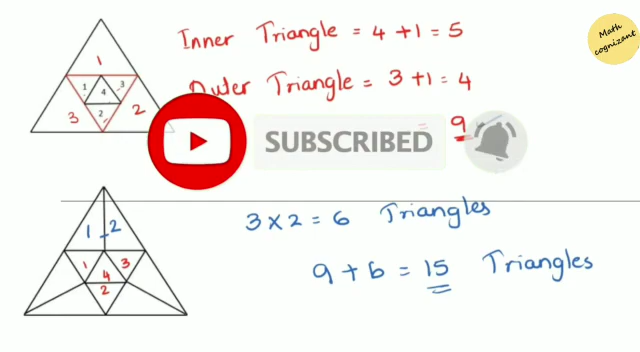 Math
cognizant
Inner Triangle = 4 + 1 = 5
1
1 3
4
2
3 2
Outer Triangle = 3 + 1 = 4
= 9
SUBSCRIBED
1 2
1 3
4
2
3 x 2 = 6 Triangles
9 + 6 = 15 Triangles